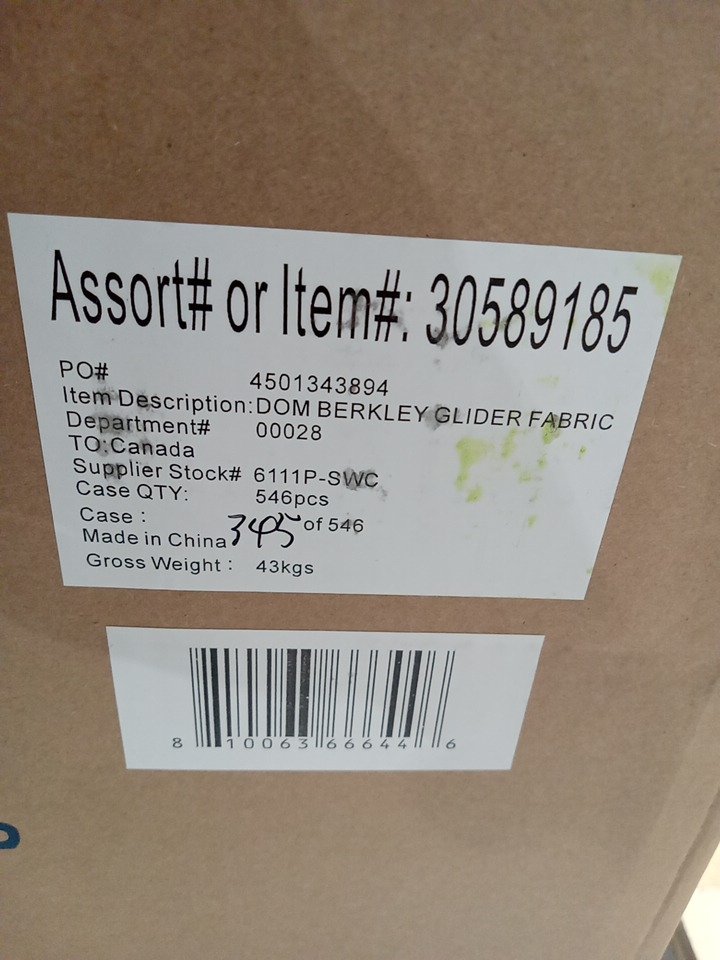 Assort# or Item#: 30589185
PO# 4501343894
Item Description:DOM BERKLEY GLIDER FABRIC
Department# 00028
TO:Canada
Supplier Stock# 6111P-SWC
Case QTY: 546pcs
Case : 345 of 546
Made in China
Gross Weight : 43kgs
8 10063 66644 6